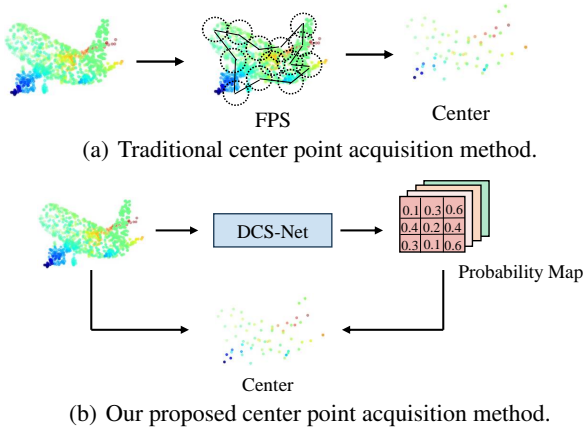 FPS
Center
(a) Traditional center point acquisition method.
DCS-Net
0.1 0.3 0.6
0.4 0.2 0.4
0.3 0.1 0.6
Probability Map
Center
(b) Our proposed center point acquisition method.